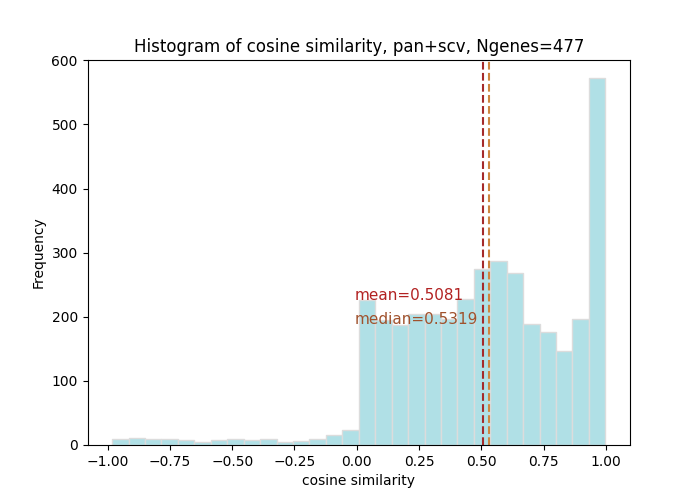 Histogram of cosine similarity, pan+scv, Ngenes=477
600
500
400
300
200
100
0
Frequency
mean=0.5081
median=0.5319
−1.00 −0.75 −0.50 −0.25 0.00 0.25 0.50 0.75 1.00
cosine similarity